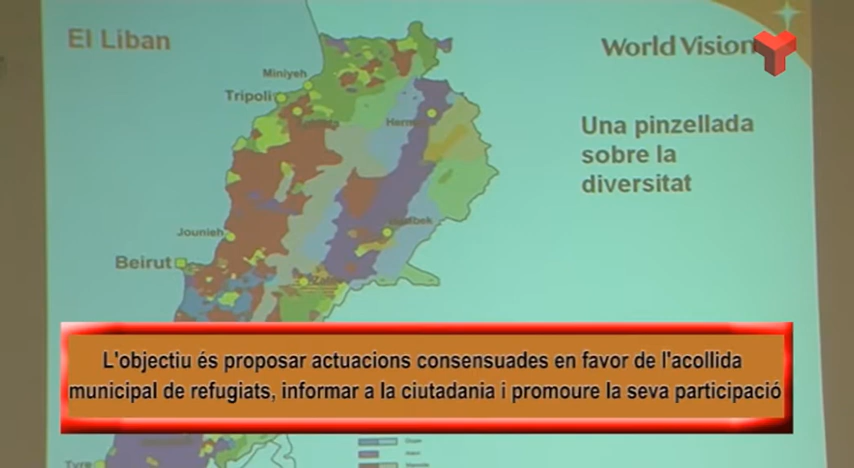 El Líban
World Vision
Miniyeh
Tripoli
Una pinzellada
sobre la
diversitat
Jounieh
Beirut
L'objectiu és proposar actuacions consensuades en favor de l'acollida
municipal de refugiats, informar a la ciutadania i promoure la seva participació
Tyre